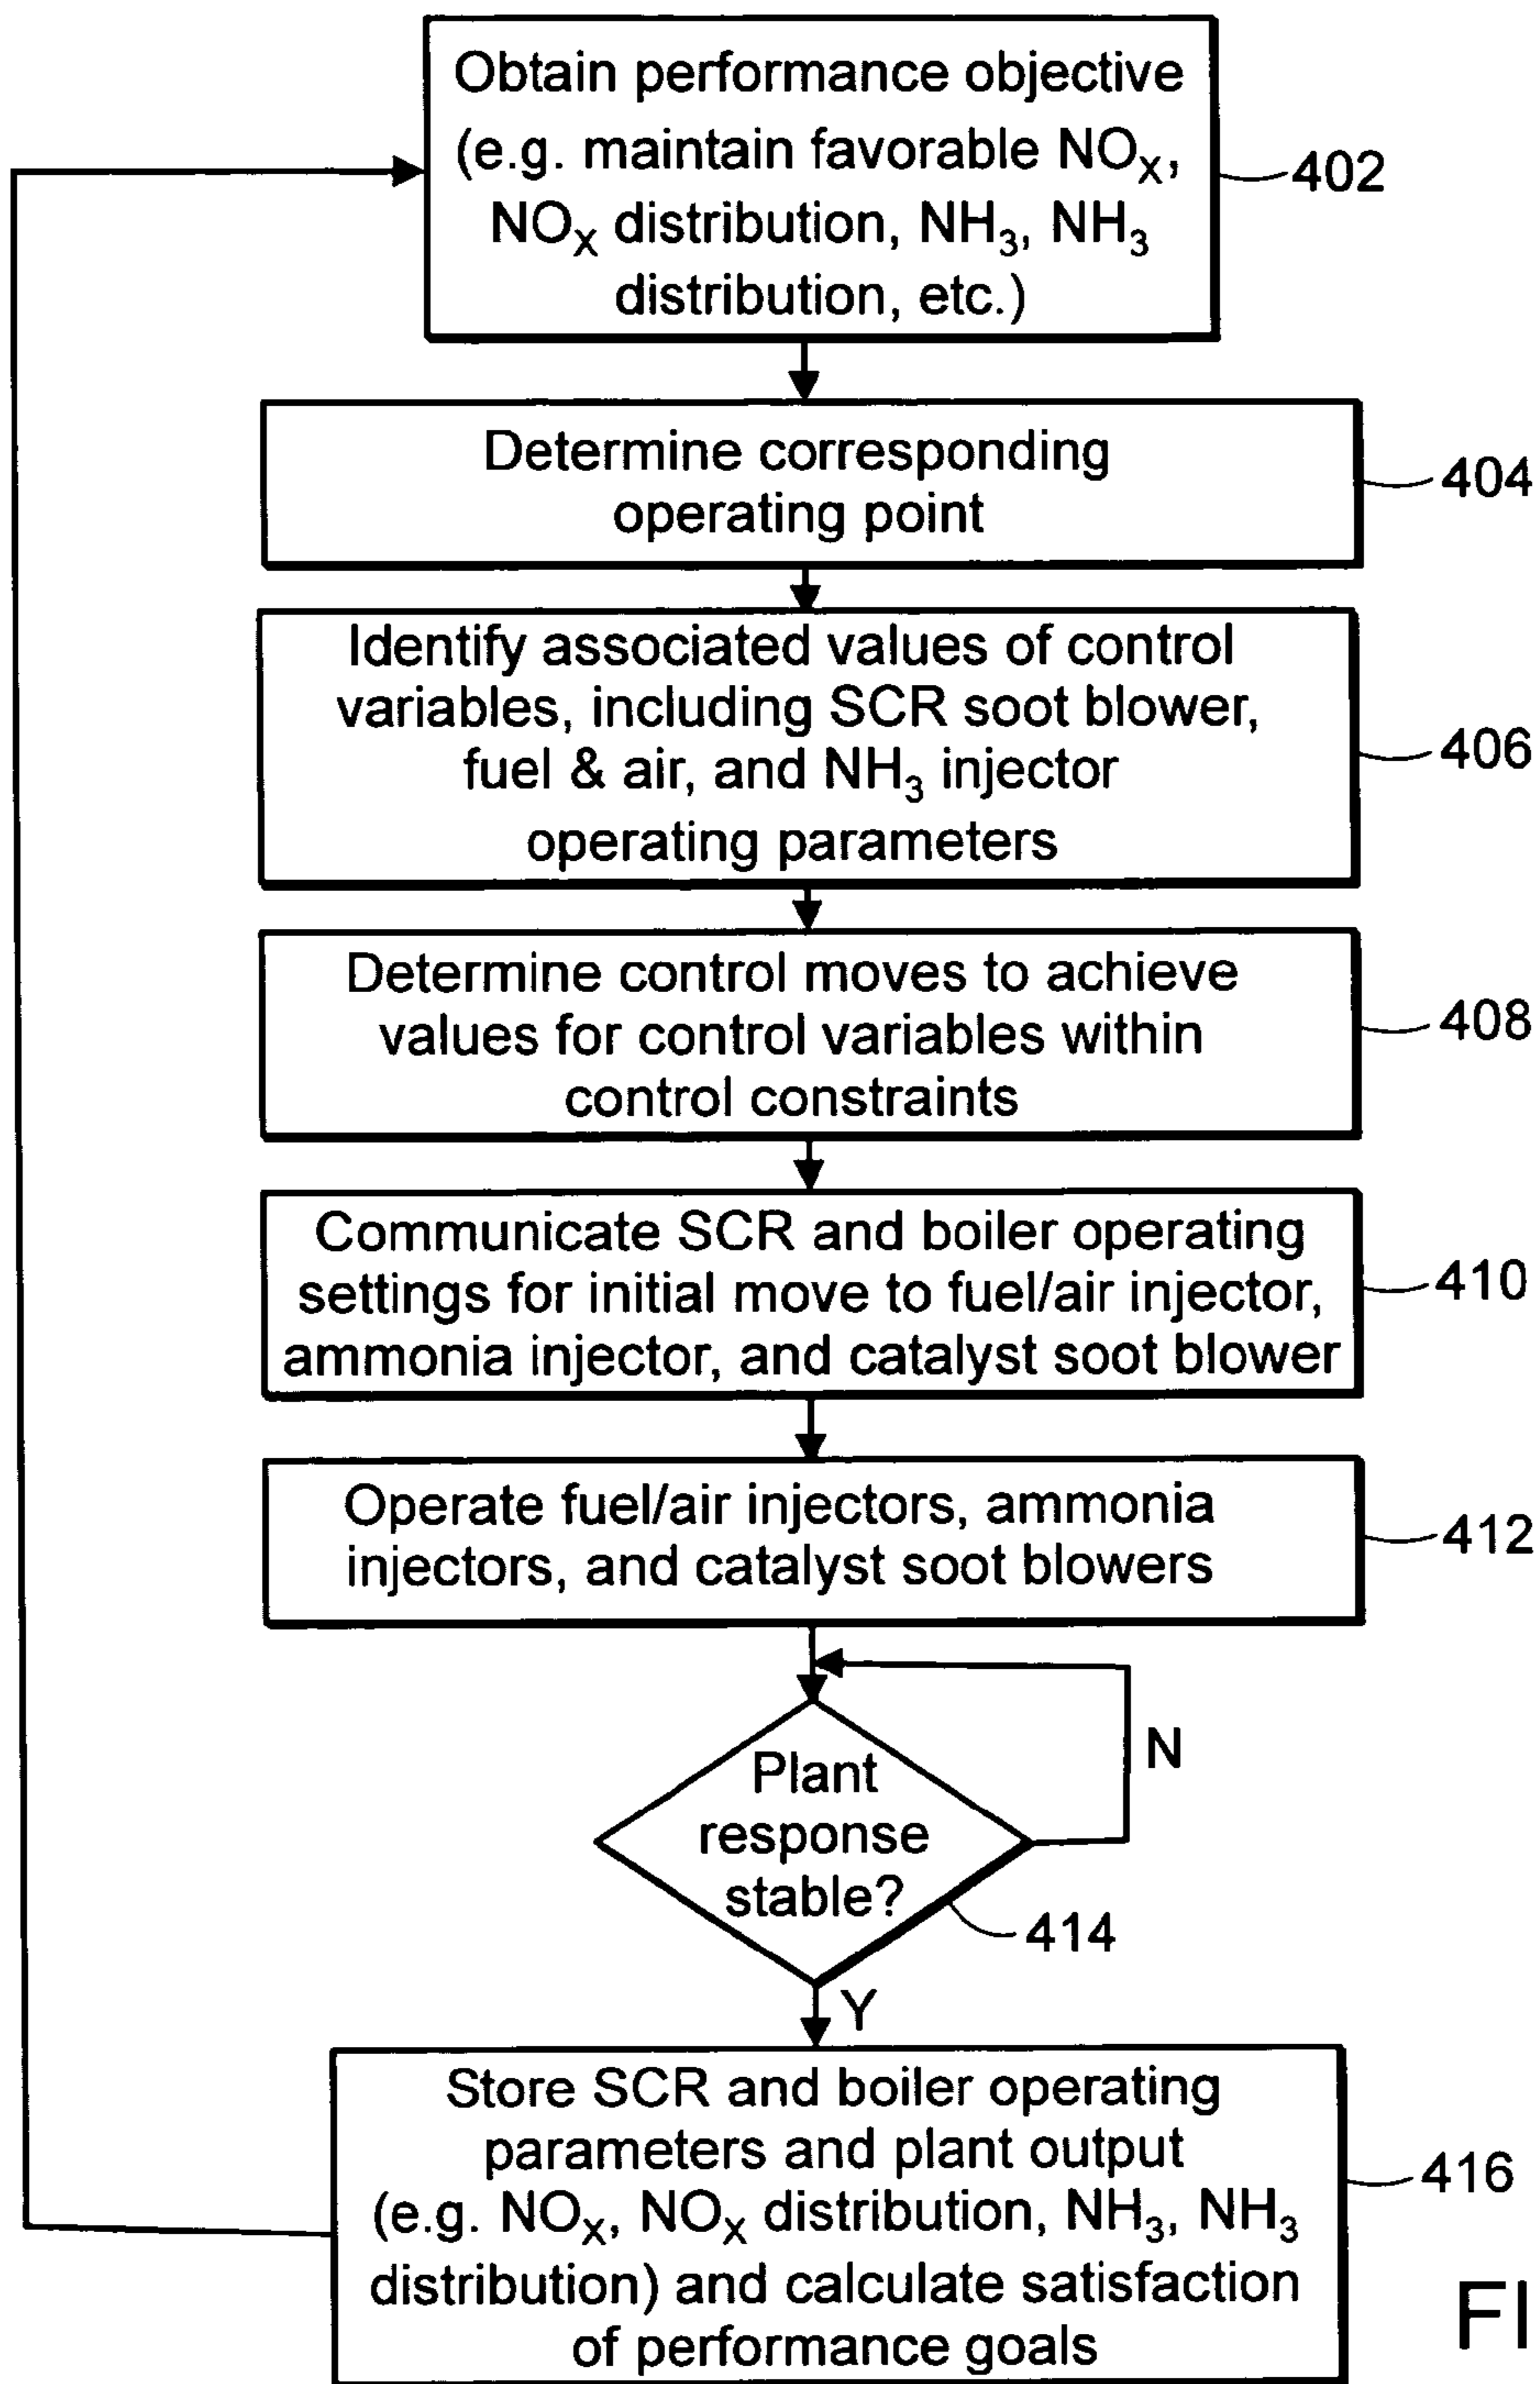 Obtain performance objective
(e.g. maintain favorable NOX,
NOX distribution, NH3, NH3
distribution, etc.)
402
Determine corresponding
operating point
404
Identify associated values of control
variables, including SCR soot blower,
fuel & air, and NH3 injector
operating parameters
406
Determine control moves to achieve
values for control variables within
control constraints
408
Communicate SCR and boiler operating
settings for initial move to fuel/air injector,
ammonia injector, and catalyst soot blower
410
Operate fuel/air injectors, ammonia
injectors, and catalyst soot blowers
412
Plant
response
stable?
N
414
Y
Store SCR and boiler operating
parameters and plant output
(e.g. NOX, NOX distribution, NH3, NH3
distribution) and calculate satisfaction
of performance goals
416
FI